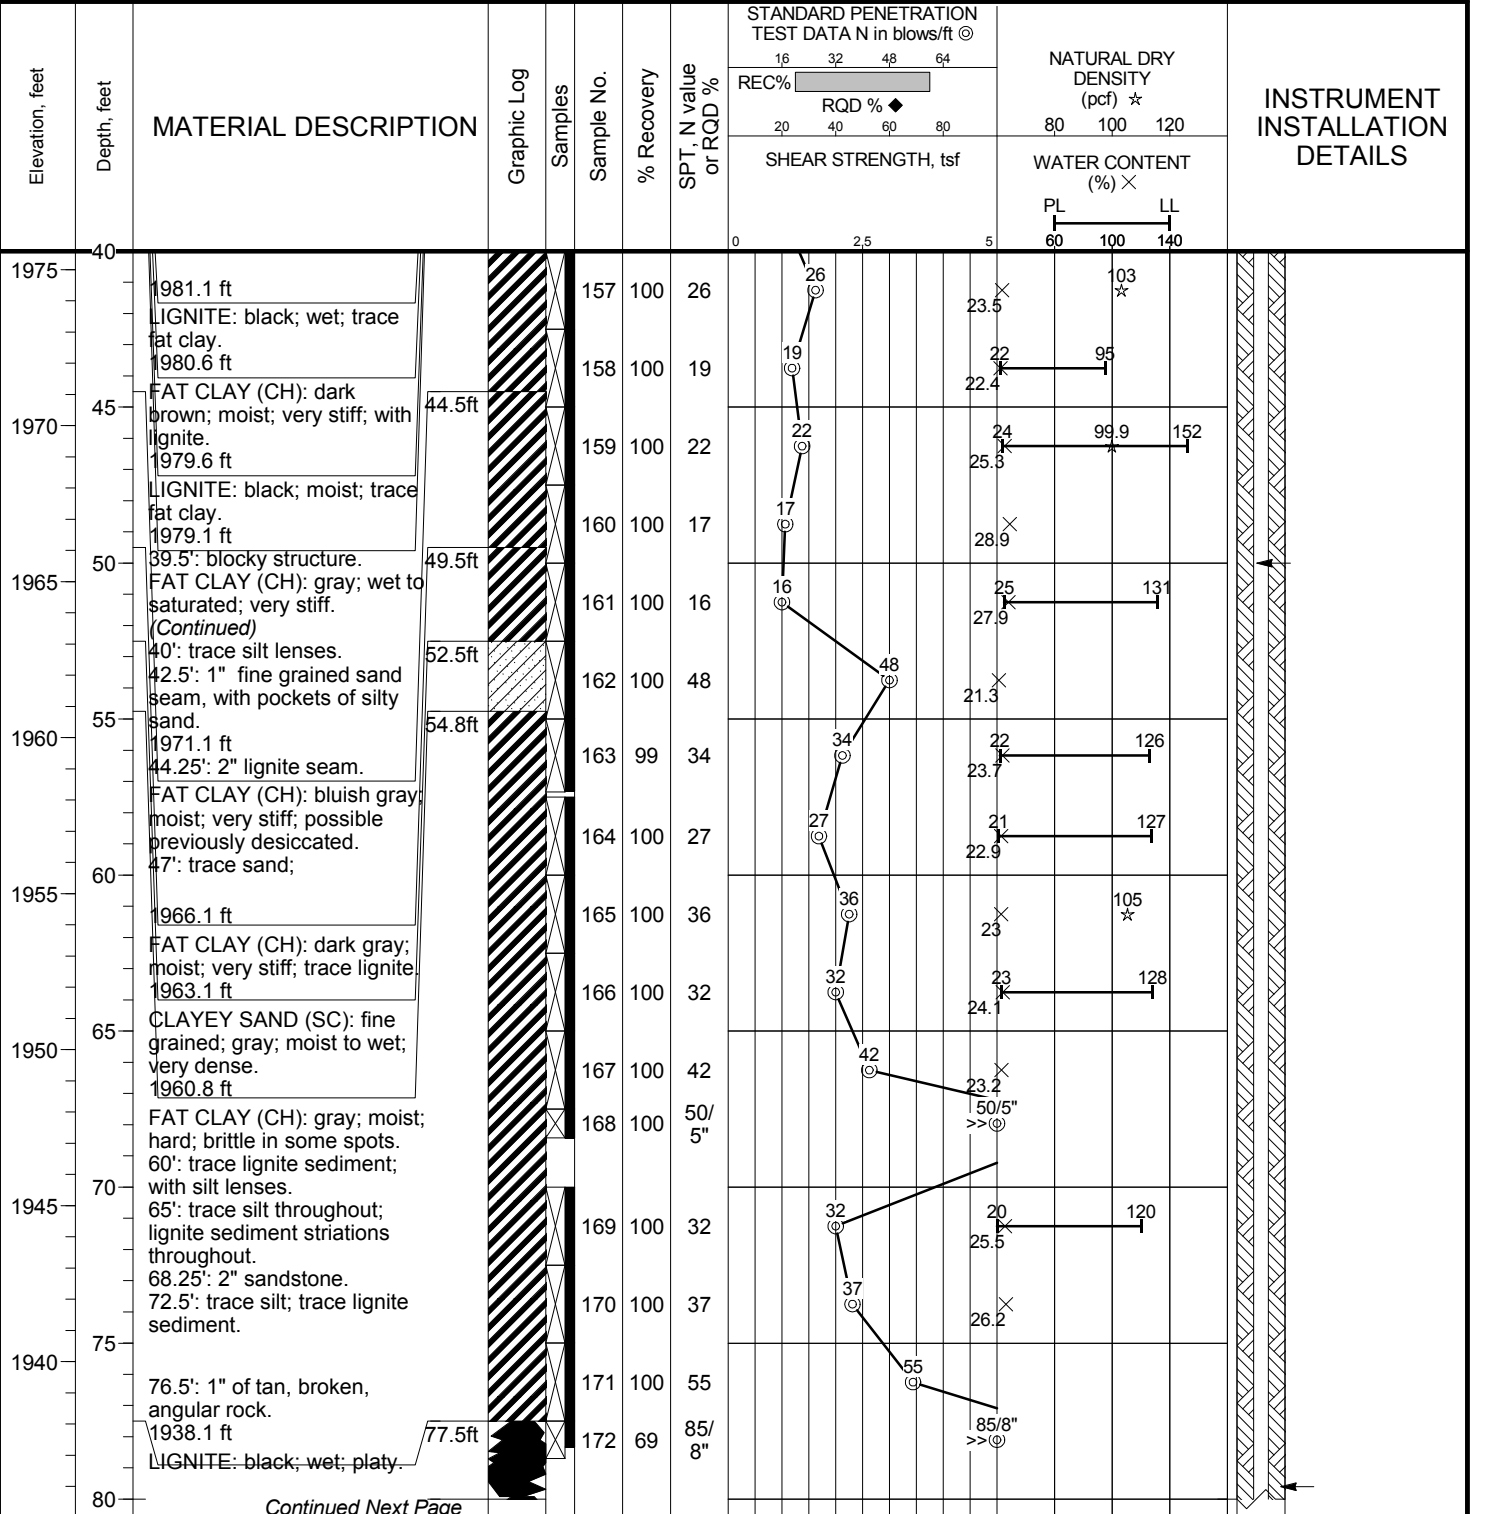 Elevation, feet
Depth, feet
MATERIAL DESCRIPTION
Graphic Log
Samples
Sample No.
% Recovery
SPT, N value
or RQD %
STANDARD PENETRATION
TEST DATA N in blows/ft
16 32 48 64
REC%
RQD %
20 40 60 80
SHEAR STRENGTH, tsf
0 2,5 5
NATURAL DRY
DENSITY
(pcf)
80 100 120
WATER CONTENT
(%)
PL LL
60 100 140
INSTRUMENT
INSTALLATION
DETAILS
40
1975
1981.1 ft
157 100 26
26
23.5
103
LIGNITE: black; wet; trace
fat clay.
1980.6 ft
158 100 19
19
22 95
22.4
FAT CLAY (CH): dark
brown; moist; very stiff; with
lignite.
1979.6 ft
44.5ft
45
1970
159 100 22
22
24 99.9 152
25.3
LIGNITE: black; moist; trace
fat clay.
1979.1 ft
160 100 17
17
28.9
39.5': blocky structure.
49.5ft
50
FAT CLAY (CH): gray; wet to
saturated; very stiff.
(Continued)
1965
161 100 16
16
25 131
27.9
40': trace silt lenses.
52.5ft
42.5': 1" fine grained sand
seam, with pockets of silty
sand.
162 100 48
48
21.3
54.8ft
55
1960
1971.1 ft
44.25': 2" lignite seam.
163 99 34
34
22 126
23.7
FAT CLAY (CH): bluish gray;
moist; very stiff; possible
previously desiccated.
47': trace sand;
164 100 27
27
21 127
22.9
60
1955
1966.1 ft
165 100 36
36
23
105
FAT CLAY (CH): dark gray;
moist; very stiff; trace lignite.
1963.1 ft
166 100 32
32
23 128
24.1
CLAYEY SAND (SC): fine
grained; gray; moist to wet;
very dense.
1960.8 ft
65
1950
167 100 42
42
23.2
FAT CLAY (CH): gray; moist;
hard; brittle in some spots.
168 100 50/
5"
50/5"
>>
60': trace lignite sediment;
with silt lenses.
70
1945
65': trace silt throughout;
lignite sediment striations
throughout.
169 100 32
32
20 120
25.5
68.25': 2" sandstone.
72.5': trace silt; trace lignite
sediment.
170 100 37
37
26.2
75
1940
76.5': 1" of tan, broken,
angular rock.
171 100 55
55
1938.1 ft
77.5ft
172 69 85/
8"
85/8"
>>
LIGNITE: black; wet; platy.
80
Continued Next Page